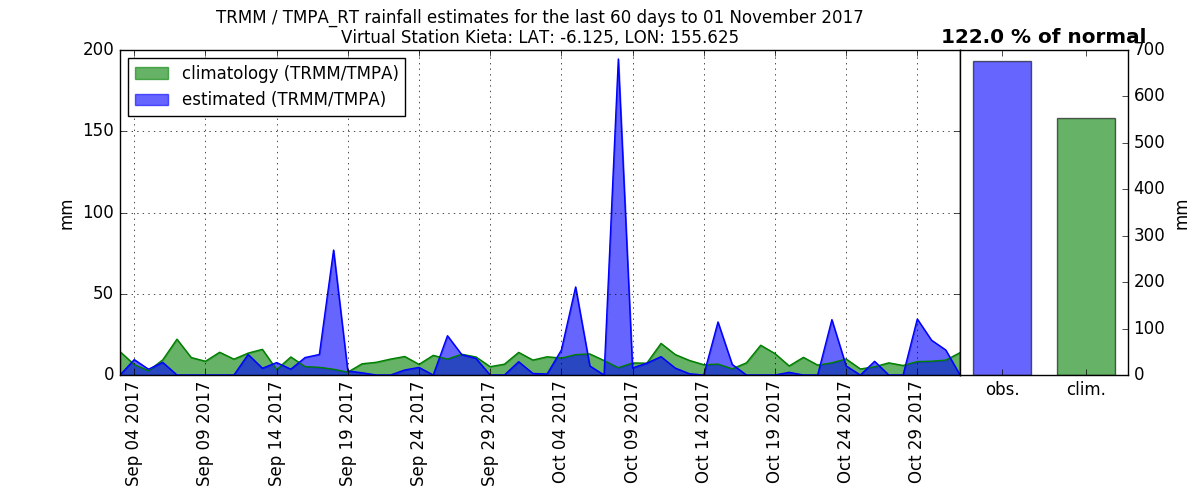 TRMM / TMPA_RT rainfall estimates for the last 60 days to 01 November 2017
Virtual Station Kieta: LAT: -6.125, LON: 155.625
122.0 % of normal
climatology (TRMM/TMPA)
estimated (TRMM/TMPA)
mm
200
150
100
50
0
Sep 04 2017
Sep 09 2017
Sep 14 2017
Sep 19 2017
Sep 24 2017
Sep 29 2017
Oct 04 2017
Oct 09 2017
Oct 14 2017
Oct 19 2017
Oct 24 2017
Oct 29 2017
obs.
clim.
700
600
500
400
300
200
100
0
mm